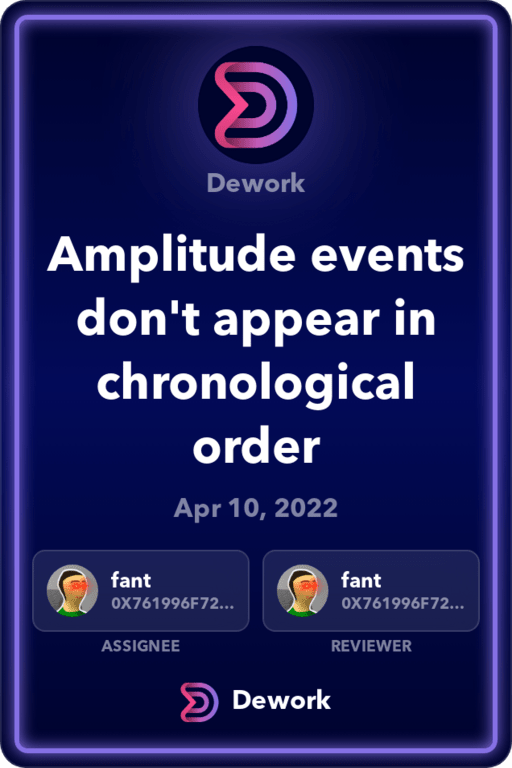 Dework
Amplitude events
don't appear in
chronological
order
Apr 10, 2022
fant
0X761996F72...
ASSIGNEE
fant
0X761996F72...
REVIEWER
Dework